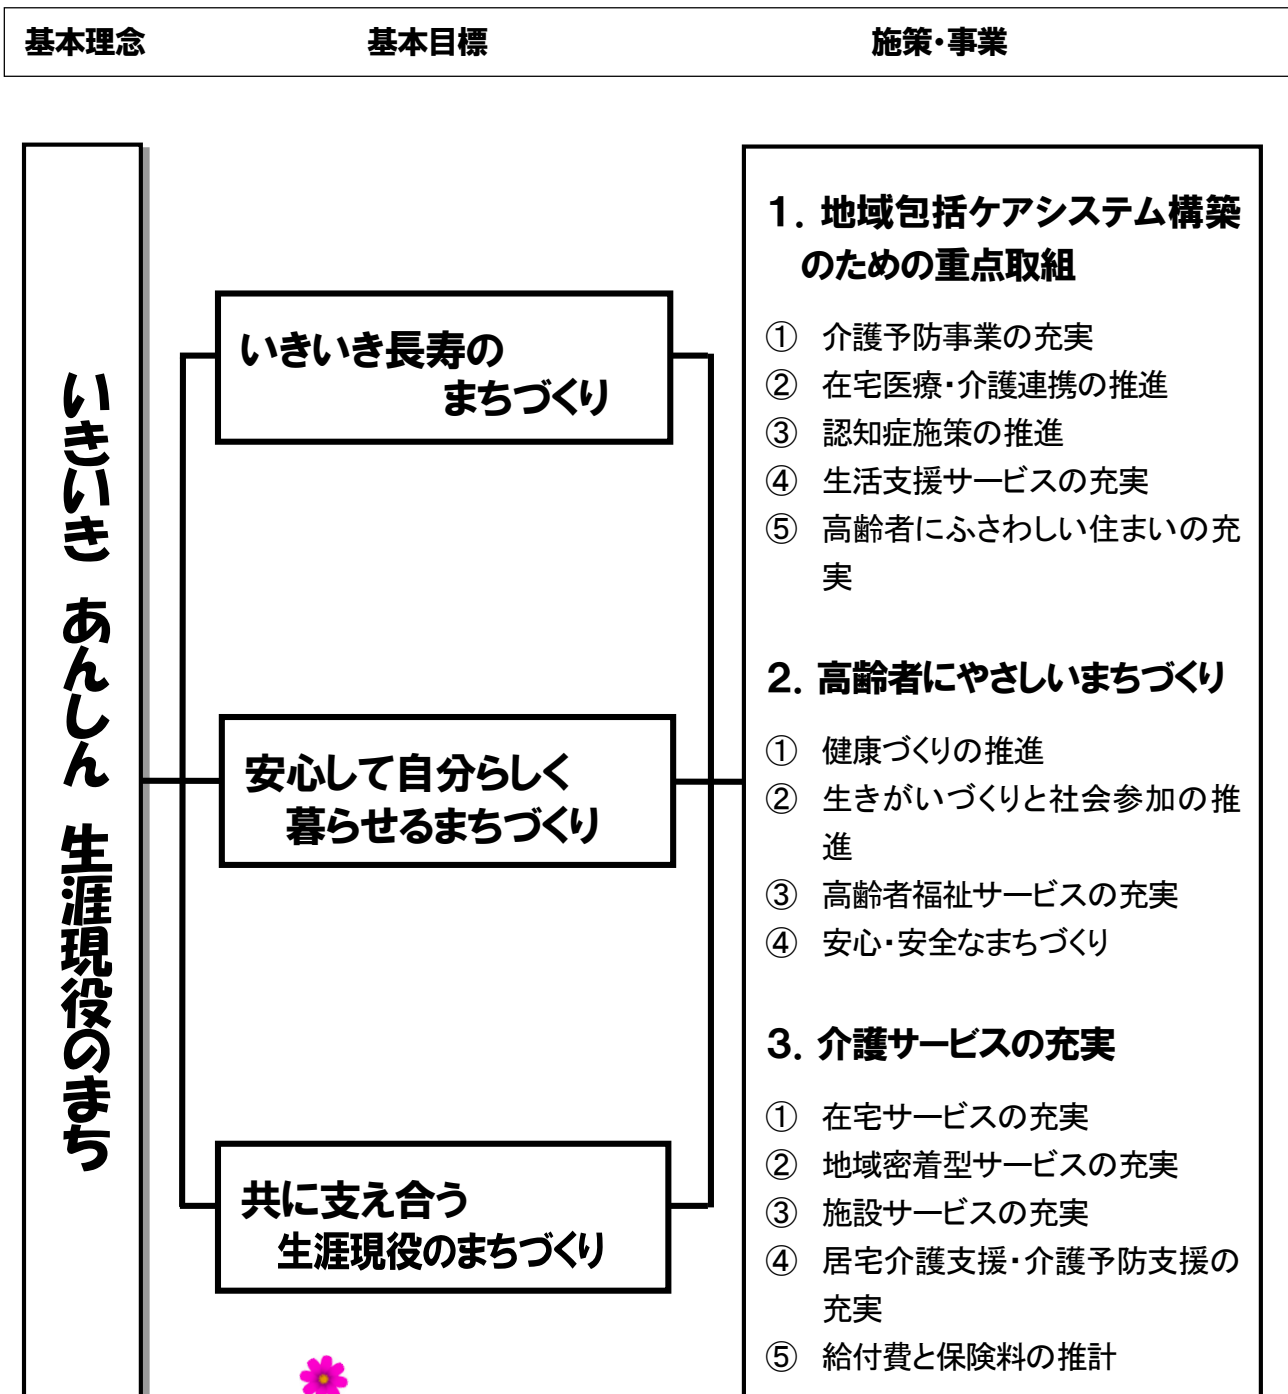 基本理念 基本目標 施策・事業
いきいき あんしん 生涯現役のまち
いきいき長寿の
まちづくり
安心して自分らしく
暮らせるまちづくり
共に支え合う
生涯現役のまちづくり
1．地域包括ケアシステム構築
のための重点取組
① 介護予防事業の充実
② 在宅医療・介護連携の推進
③ 認知症施策の推進
④ 生活支援サービスの充実
⑤ 高齢者にふさわしい住まいの充
実
2．高齢者にやさしいまちづくり
① 健康づくりの推進
② 生きがいづくりと社会参加の推
進
③ 高齢者福祉サービスの充実
④ 安心・安全なまちづくり
3．介護サービスの充実
① 在宅サービスの充実
② 地域密着型サービスの充実
③ 施設サービスの充実
④ 居宅介護支援・介護予防支援の
充実
⑤ 給付費と保険料の推計